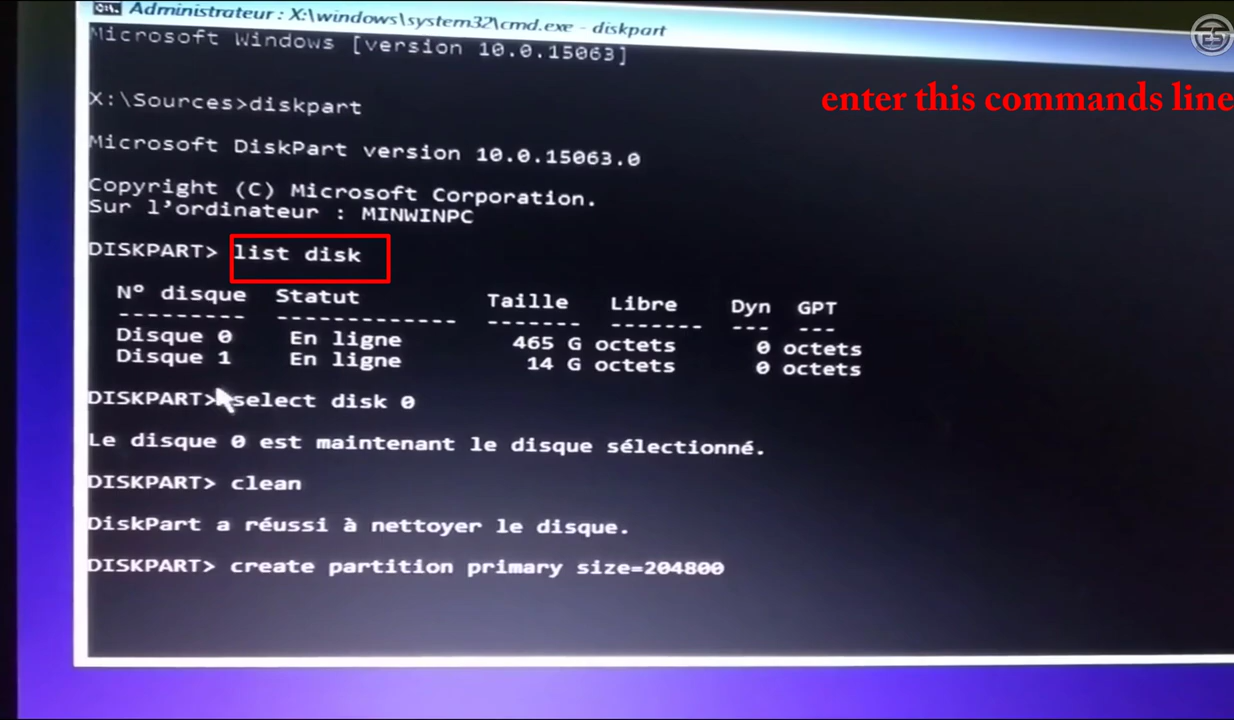 Administrateur : X:\windows\system32\cmd.exe - diskpart
Microsoft Windows [version 10.0.15063]
enter this commands line
X:\Sources>diskpart
Microsoft DiskPart version 10.0.15063.0
Copyright (C) Microsoft Corporation.
Sur l'ordinateur : MINWINPC
DISKPART> list disk
N° disque Statut Taille Libre Dyn GPT
--------- ------------- ------- ------- --- ---
Disque 0 En ligne 465 G octets 0 octets
Disque 1 En ligne 14 G octets 0 octets
DISKPART> select disk 0
Le disque 0 est maintenant le disque sélectionné.
DISKPART> clean
DiskPart a réussi à nettoyer le disque.
DISKPART> create partition primary size=204800